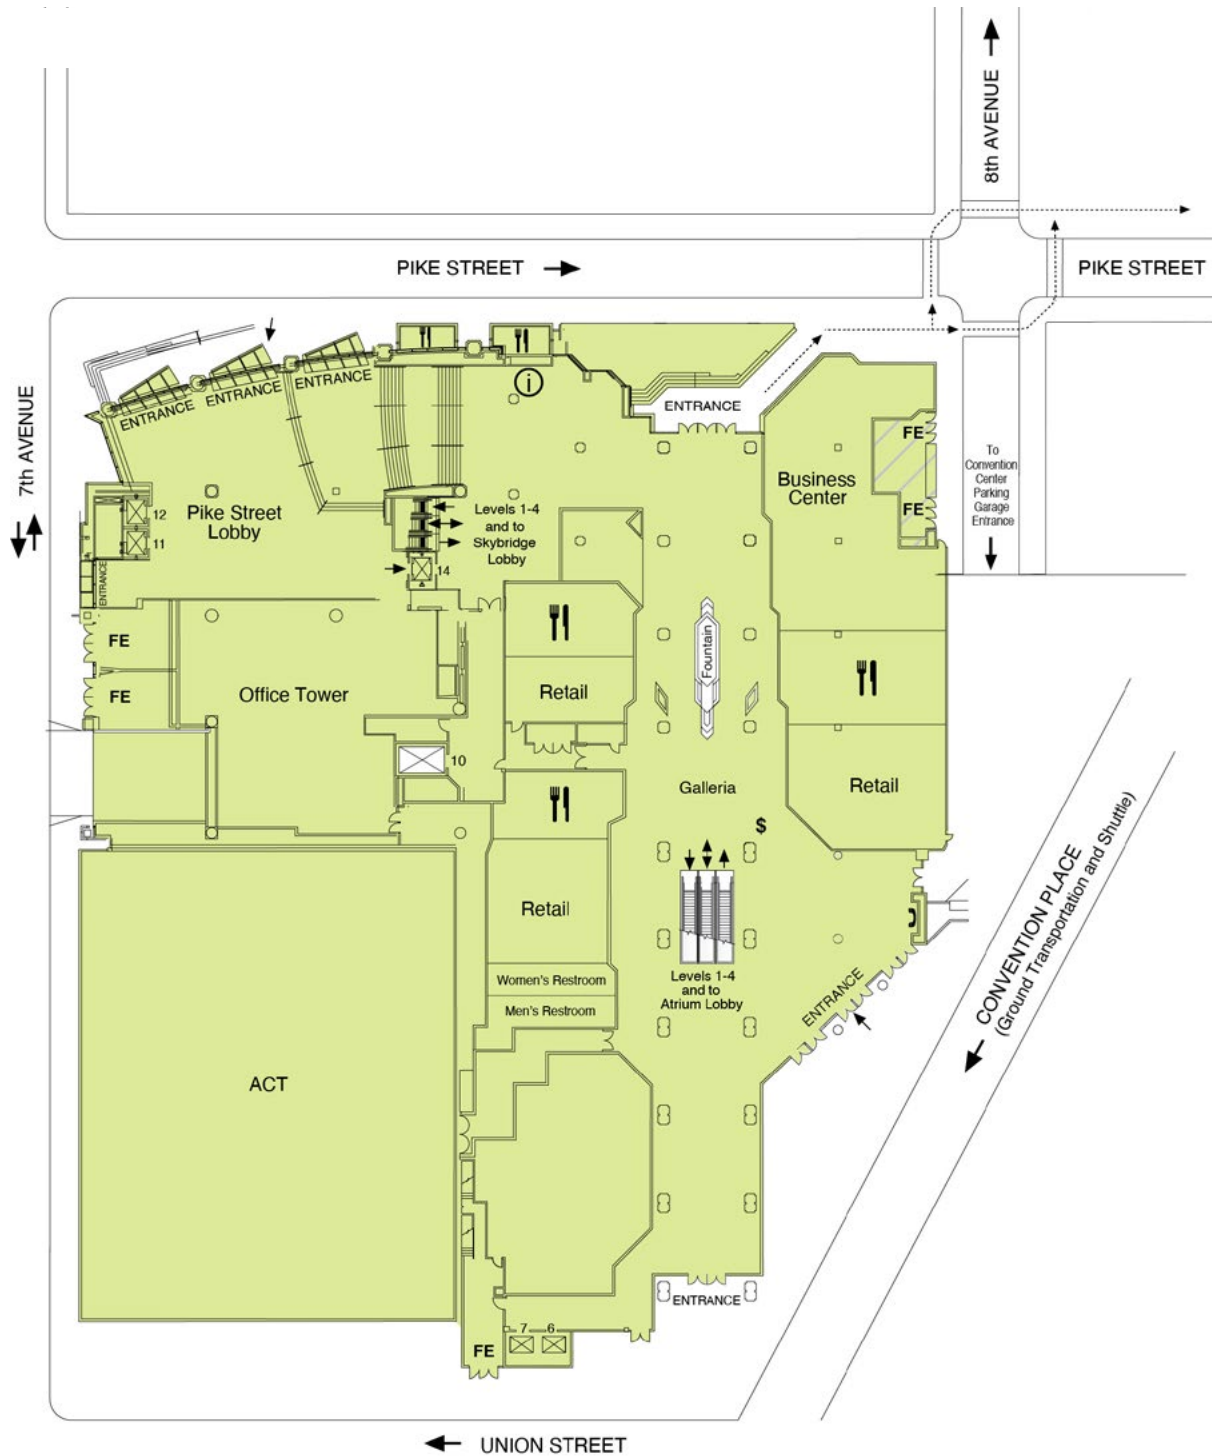 8th AVENUE
PIKE STREET
PIKE STREET
7th AVENUE
ENTRANCE
ENTRANCE
ENTRANCE
i
ENTRANCE
FE
To
Convention
Center
Parking
Garage
Entrance
Business
Center
FE
12
Pike Street
Lobby
11
Levels 1-4
and to
Skybridge
Lobby
14
ENTRANCE
FE
FE
Office Tower
Fountain
Retail
10
Galleria
Retail
$
CONVENTION PLACE
(Ground Transportation and Shuttle)
Retail
Levels 1-4
and to
Atrium Lobby
Women's Restroom
Men's Restroom
ENTRANCE
ACT
ENTRANCE
7
6
FE
UNION STREET